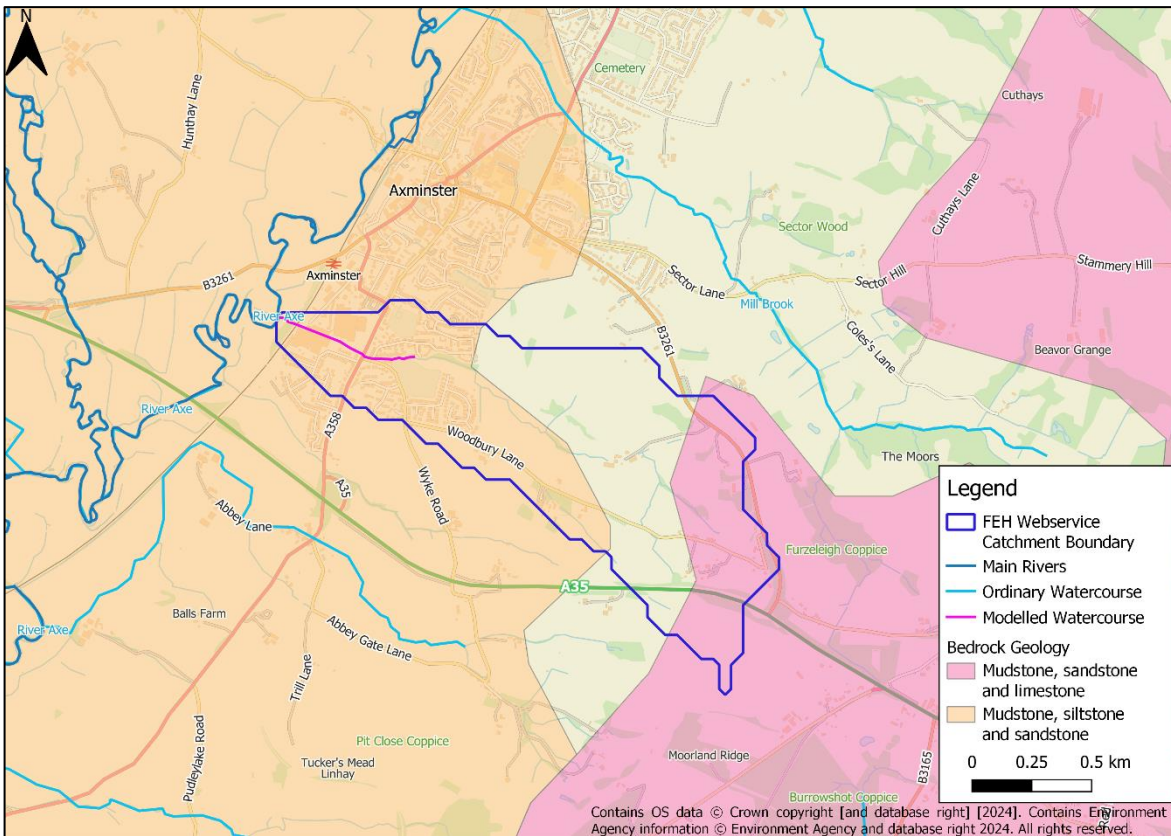 N
Hunthay Lane
Cemetery
Cuthays
Axminster
Cuthays Lane
Sector Wood
Stammery Hill
Sector Hill
Sector Lane
Axminster
B3261
Mill Brook
B3261
Coles's Lane
Beavor Grange
River Axe
River Axe
A358
Woodbury Lane
The Moors
Wyke Road
A35
Abbey Lane
Furzeleigh Coppice
A35
Balls Farm
River Axe
Abbey Gate Lane
Trill Lane
Pit Close Coppice
Tucker's Mead
Linhay
Pudleylake Road
Moorland Ridge
B3165
Burrowshot Coppice
Legend
FEH Webservice
Catchment Boundary
Main Rivers
Ordinary Watercourse
Modelled Watercourse
Bedrock Geology
Mudstone, sandstone
and limestone
Mudstone, siltstone
and sandstone
0 0.25 0.5 km
Contains OS data © Crown copyright [and database right] [2024]. Contains Environment
Agency information © Environment Agency and database right 2024. All rights reserved.